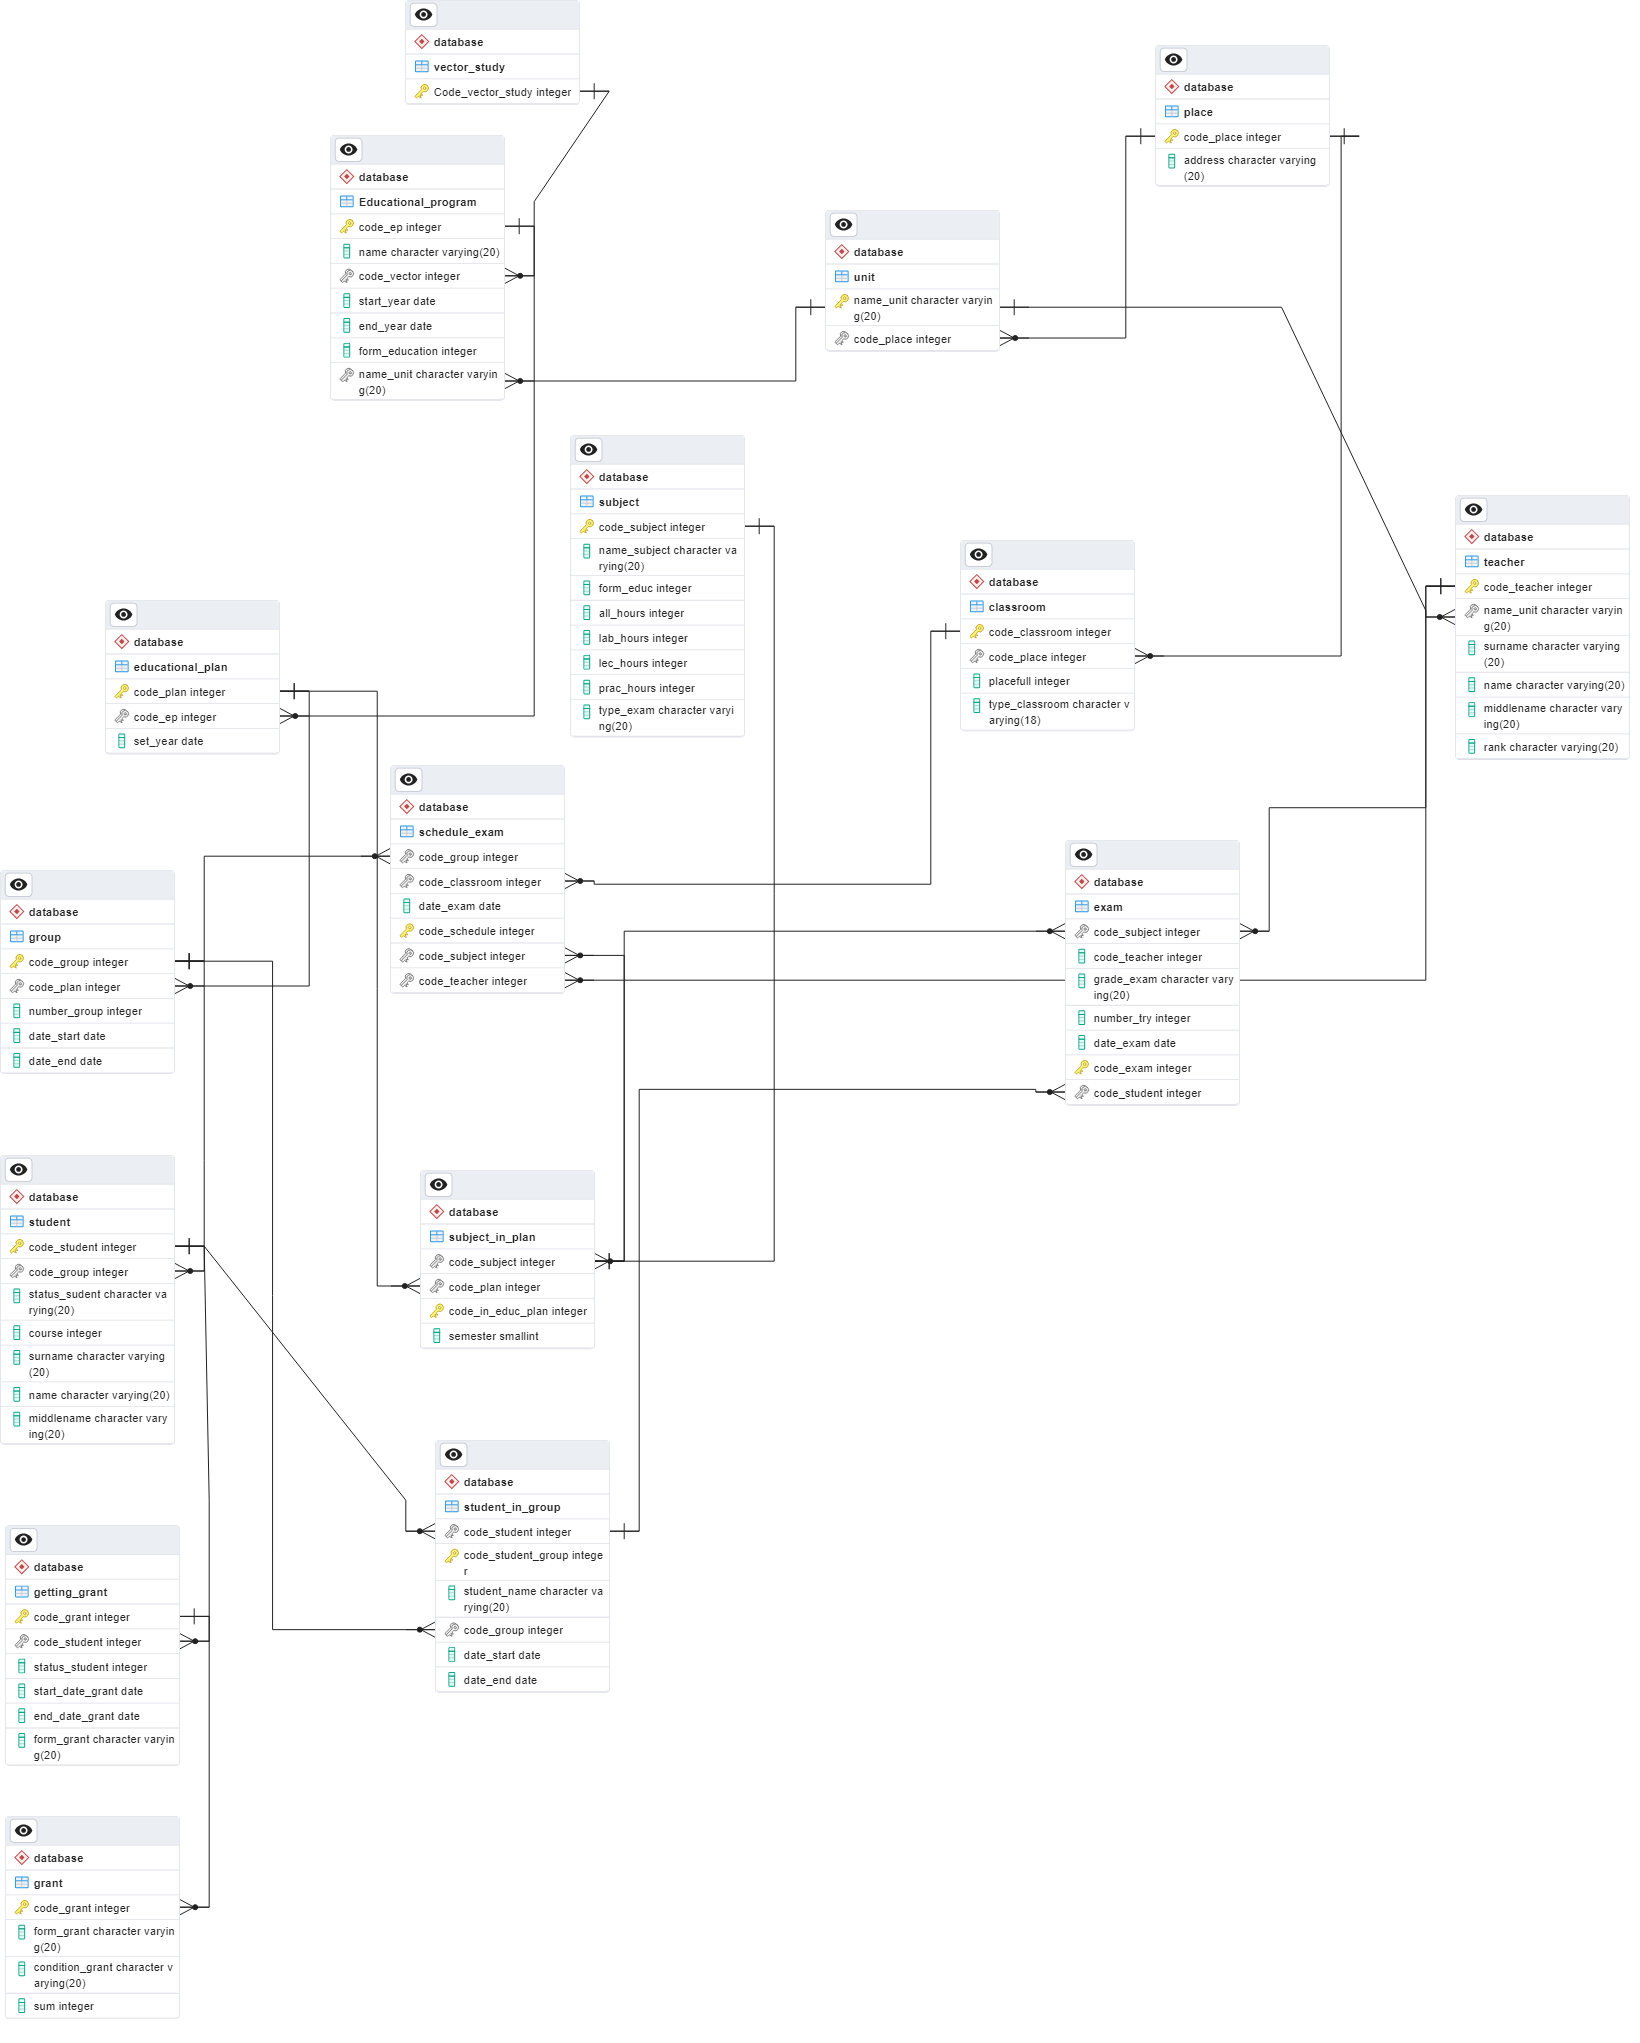 database
vector_study
Code_vector_study integer
database
place
code_place integer
address character varying
(20)
database
Educational_program
code_ep integer
name character varying(20)
code_vector integer
start_year date
end_year date
form_education integer
name_unit character varyin
g(20)
database
unit
name_unit character varyin
g(20)
code_place integer
database
subject
code_subject integer
name_subject character va
rying(20)
form_educ integer
all_hours integer
lab_hours integer
lec_hours integer
prac_hours integer
type_exam character varyi
ng(20)
database
teacher
code_teacher integer
name_unit character varyin
g(20)
surname character varying
(20)
name character varying(20)
middlename character vary
ing(20)
rank character varying(20)
database
classroom
code_classroom integer
code_place integer
placefull integer
type_classroom character v
arying(18)
database
educational_plan
code_plan integer
code_ep integer
set_year date
database
schedule_exam
code_group integer
code_classroom integer
date_exam date
code_schedule integer
code_subject integer
code_teacher integer
database
exam
code_subject integer
code_teacher integer
grade_exam character vary
ing(20)
number_try integer
date_exam date
code_exam integer
code_student integer
database
group
code_group integer
code_plan integer
number_group integer
date_start date
date_end date
database
student
code_student integer
code_group integer
status_sudent character va
rying(20)
course integer
surname character varying
(20)
name character varying(20)
middlename character vary
ing(20)
database
subject_in_plan
code_subject integer
code_plan integer
code_in_educ_plan integer
semester smallint
database
student_in_group
code_student integer
code_student_group intege
r
student_name character va
rying(20)
code_group integer
date_start date
date_end date
database
getting_grant
code_grant integer
code_student integer
status_student integer
start_date_grant date
end_date_grant date
form_grant character varyin
g(20)
database
grant
code_grant integer
form_grant character varyin
g(20)
condition_grant character v
arying(20)
sum integer